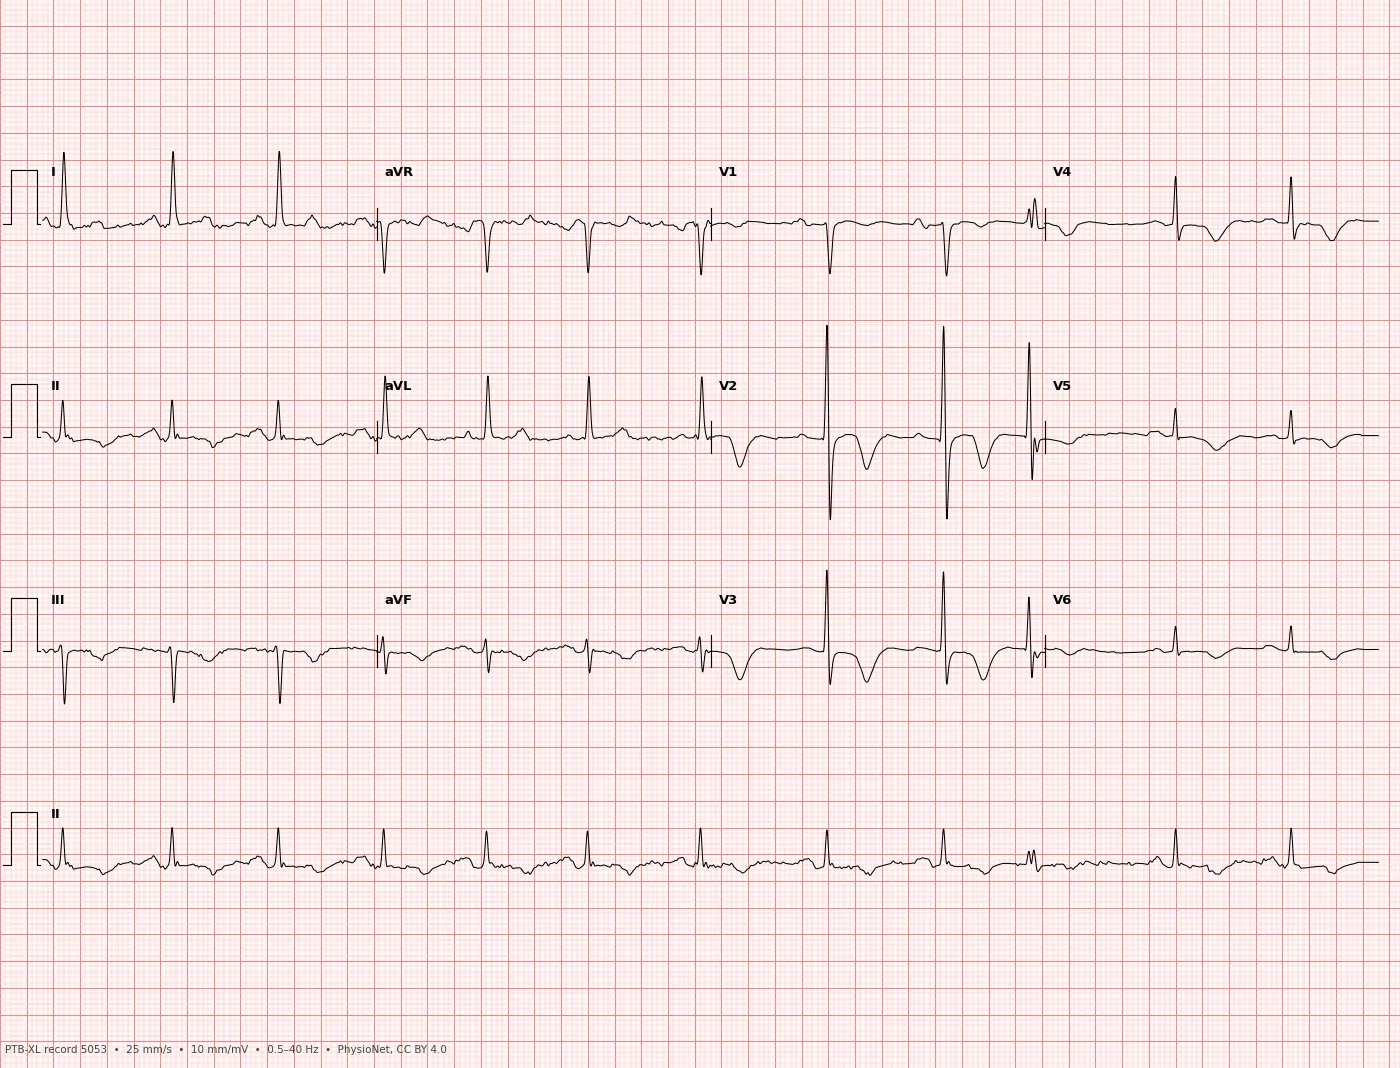 I aVR V1 V4
II aVL V2 V5
III aVF V3 V6
II
PTB-XL record 5053 • 25 mm/s • 10 mm/mV • 0.5–40 Hz • PhysioNet, CC BY 4.0